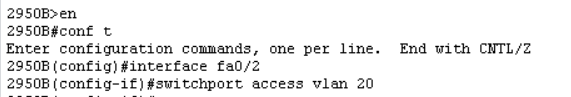 2950B>en
2950B#conf t
Enter configuration commands, one per line.  End with CNTL/Z
2950B(config)#interface fa0/2
2950B(config-if)#switchport access vlan 20